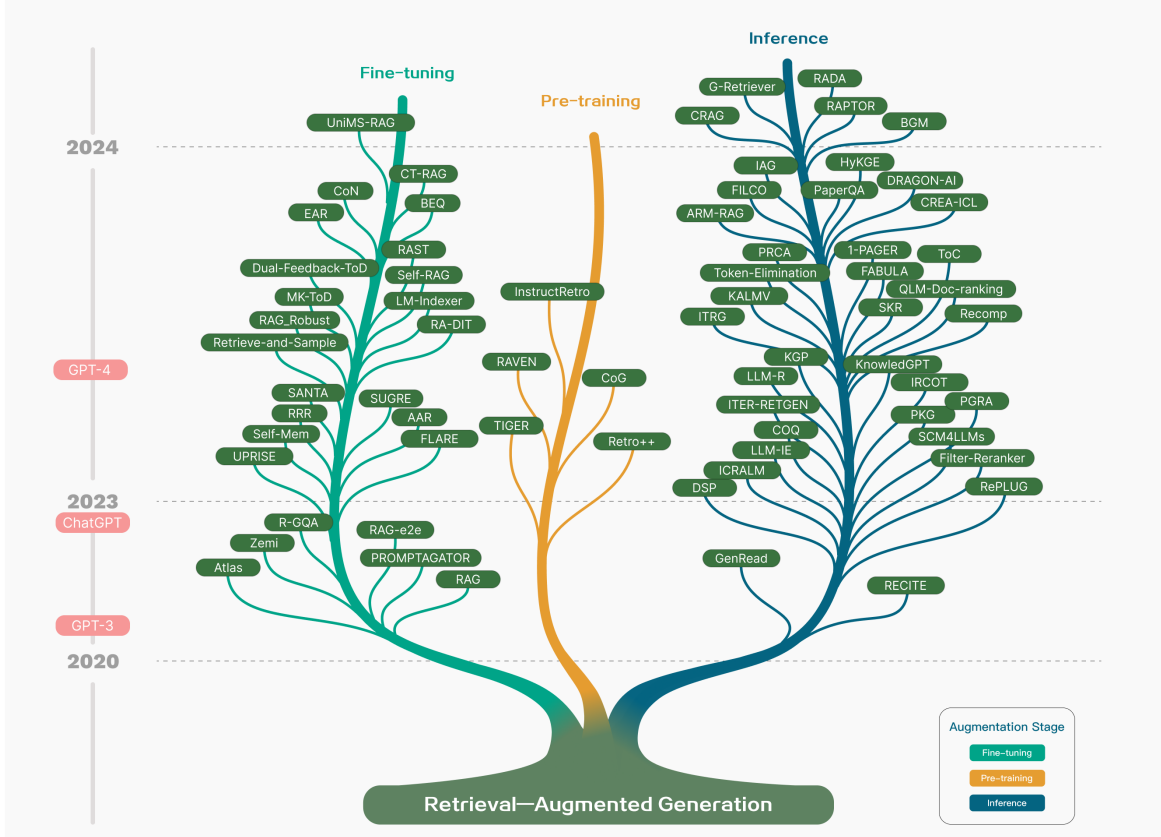 Inference
Fine-tuning
Pre-training
RADA
G-Retriever
RAPTOR
CRAG
BGM
UniMS-RAG
2024
IAG
HyKGE
CT-RAG
DRAGON-AI
CoN
FILCO
PaperQA
BEQ
CREA-ICL
EAR
ARM-RAG
RAST
PRCA
1-PAGER
ToC
Dual-Feedback-ToD
Self-RAG
Token-Elimination
FABULA
InstructRetro
QLM-Doc-ranking
MK-ToD
LM-Indexer
KALMV
SKR
RAG_Robust
RA-DIT
ITRG
Recomp
Retrieve-and-Sample
KGP
RAVEN
KnowledGPT
GPT-4
CoG
LLM-R
IRCOT
SANTA
SUGRE
ITER-RETGEN
PGRA
RRR
AAR
PKG
TIGER
COQ
Self-Mem
FLARE
Retro++
SCM4LLMs
UPRISE
LLM-IE
Filter-Reranker
ICRALM
DSP
RePLUG
2023
ChatGPT
R-GQA
RAG-e2e
Zemi
PROMPTAGATOR
GenRead
Atlas
RAG
RECITE
GPT-3
2020
Augmentation Stage
Fine-tuning
Pre-training
Inference
Retrieval—Augmented Generation